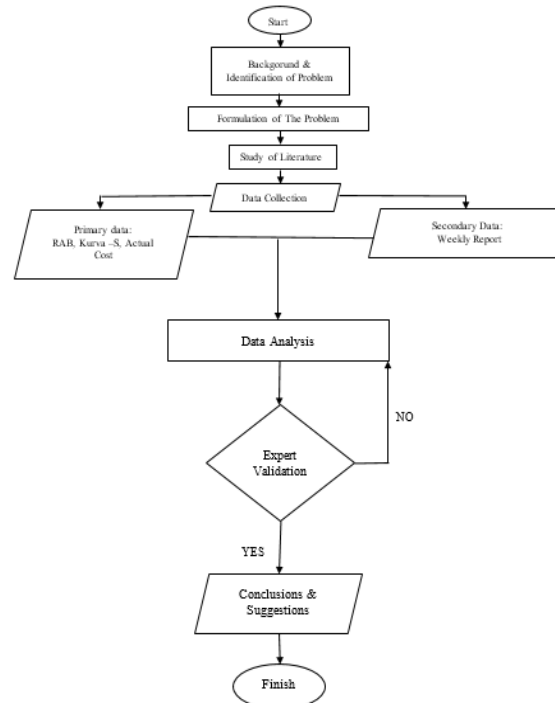 Start
Backgorund &
Identification of Problem
Formulation of The Problem
Study of Literature
Data Collection
Primary data:
RAB, Kurva –S, Actual
Cost
Secondary Data:
Weekly Report
Data Analysis
NO
Expert
Validation
YES
Conclusions &
Suggestions
Finish